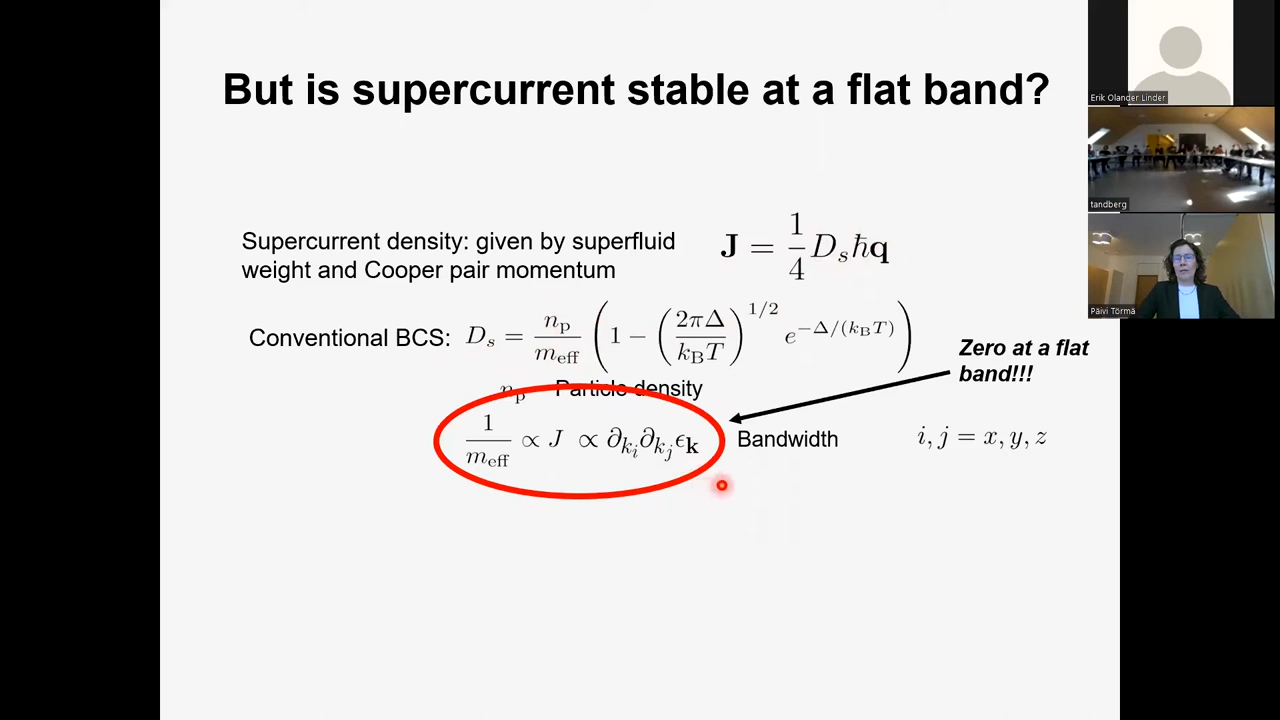 But is supercurrent stable at a flat band?
Supercurrent density: given by superfluid
weight and Cooper pair momentum
J = 1/4 D_s ħq
Conventional BCS: D_s = n_p/m_eff (1 − (2πΔ/k_BT)^{1/2} e^{−Δ/(k_BT)})
Zero at a flat
band!!!
n_p Particle density
1/m_eff ∝ J ∝ ∂_{k_i}∂_{k_j}ϵ_k Bandwidth i, j = x, y, z
Erik Olander Linder
tandberg
Päivi Törmä